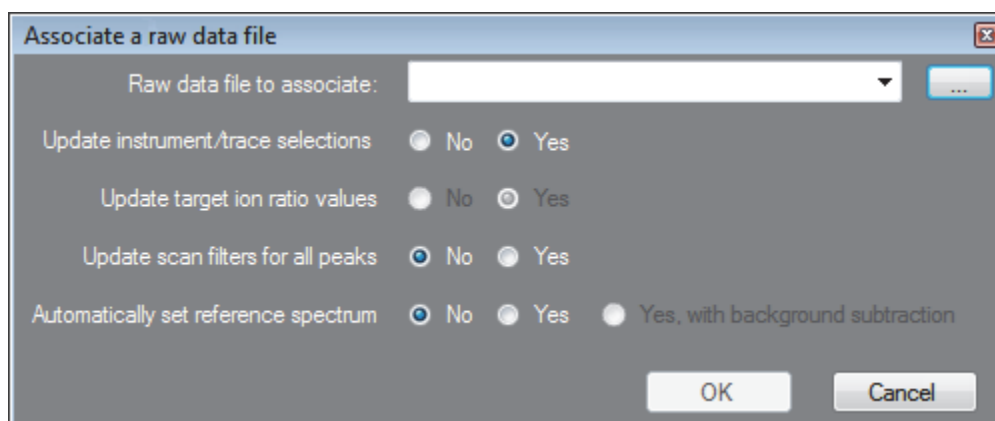 Associate a raw data file
Raw data file to associate:
...
Update instrument/trace selections No Yes
Update target ion ratio values No Yes
Update scan filters for all peaks No Yes
Automatically set reference spectrum No Yes Yes, with background subtraction
OK Cancel